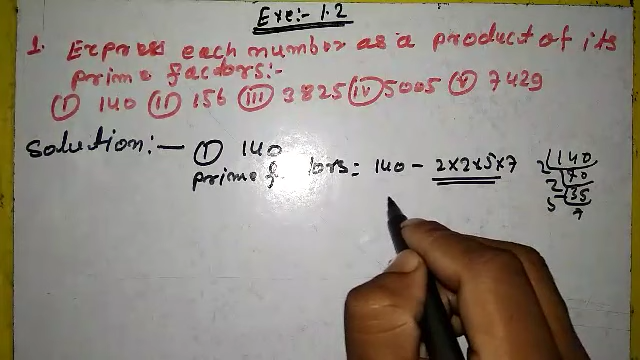 Exe:- 1.2
1. Express each number as a product of its
prime factors:-
(i) 140 (ii) 156 (iii) 3825 (iv) 5005 (v) 7429
Solution:- (i) 140
prime factors = 140 - 2×2×5×7
2 140
2 70
5 35
7